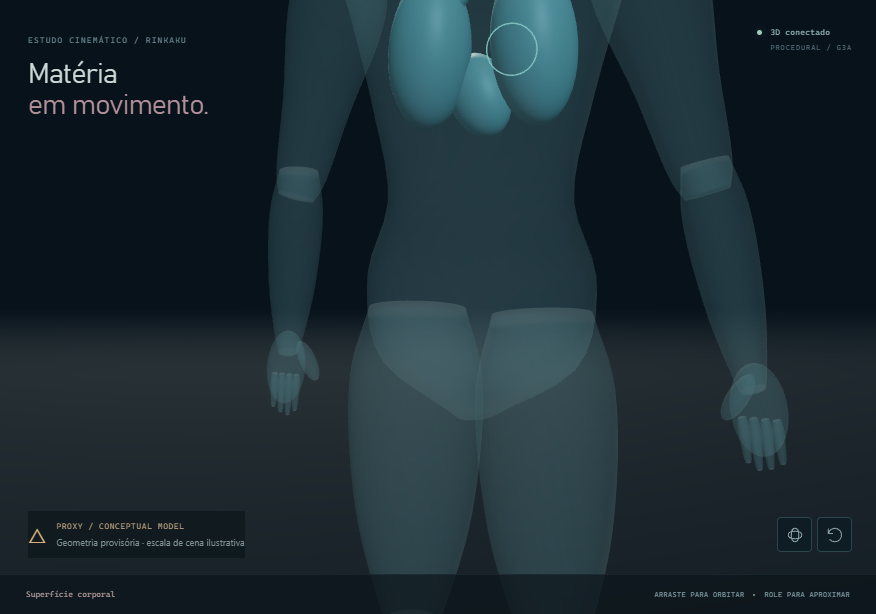 ESTUDO CINEMÁTICO / RINKAKU
Matéria
em movimento.
3D conectado
PROCEDURAL / G3A
PROXY / CONCEPTUAL MODEL
Geometria provisória · escala de cena ilustrativa
Superfície corporal
ARRASTE PARA ORBITAR • ROLE PARA APROXIMAR